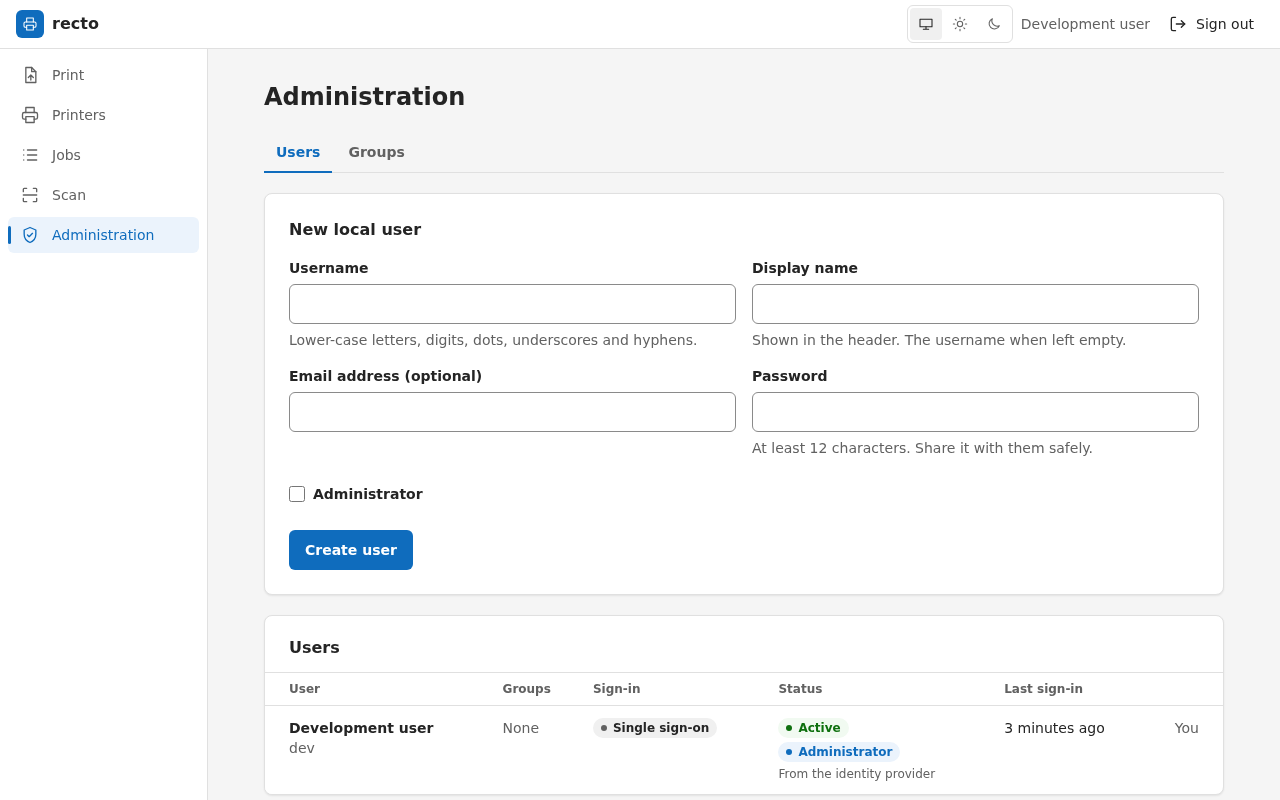 recto
Development user
Sign out
Print
Printers
Jobs
Scan
Administration
Administration
Users
Groups
New local user
Username
Display name
Lower-case letters, digits, dots, underscores and hyphens.
Shown in the header. The username when left empty.
Email address (optional)
Password
At least 12 characters. Share it with them safely.
Administrator
Create user
Users
User
Groups
Sign-in
Status
Last sign-in
Development user
dev
None
Single sign-on
Active
Administrator
From the identity provider
3 minutes ago
You